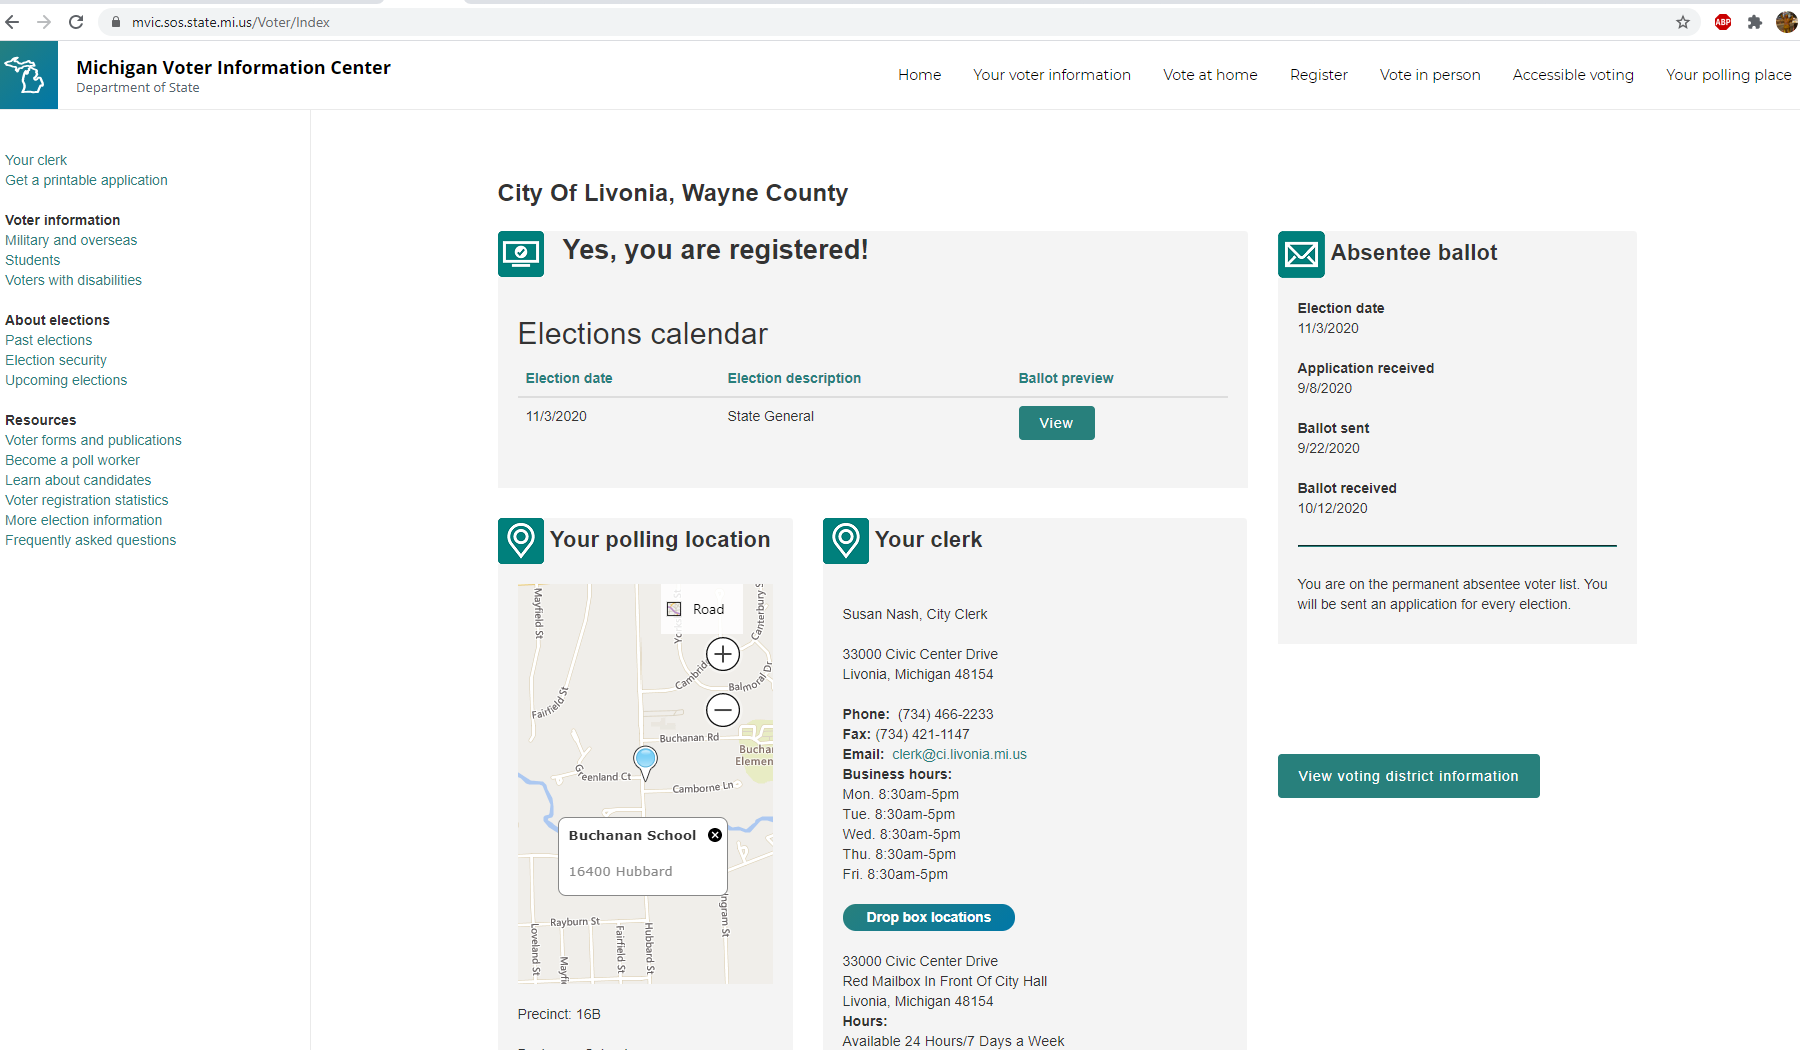 mvic.sos.state.mi.us/Voter/Index
ABP
Michigan Voter Information Center
Department of State
Home
Your voter information
Vote at home
Register
Vote in person
Accessible voting
Your polling place
Your clerk
Get a printable application
Voter information
Military and overseas
Students
Voters with disabilities
About elections
Past elections
Election security
Upcoming elections
Resources
Voter forms and publications
Become a poll worker
Learn about candidates
Voter registration statistics
More election information
Frequently asked questions
City Of Livonia, Wayne County
Yes, you are registered!
Elections calendar
Election date Election description Ballot preview
11/3/2020 State General View
Your polling location
Road
Mayfield St
Canterbury
Cambrid
Balmoral Dr
Fairfield St
Buchanan Rd
Bucha
Elemen
Greenland Ct
Camborne Ln
Buchanan School
16400 Hubbard
Rayburn St
Loveland St
Fairfield St
Hubbard St
ngram St
Precinct: 16B
Your clerk
Susan Nash, City Clerk
33000 Civic Center Drive
Livonia, Michigan 48154
Phone: (734) 466-2233
Fax: (734) 421-1147
Email: clerk@ci.livonia.mi.us
Business hours:
Mon. 8:30am-5pm
Tue. 8:30am-5pm
Wed. 8:30am-5pm
Thu. 8:30am-5pm
Fri. 8:30am-5pm
Drop box locations
33000 Civic Center Drive
Red Mailbox In Front Of City Hall
Livonia, Michigan 48154
Hours:
Available 24 Hours/7 Days a Week
Absentee ballot
Election date
11/3/2020
Application received
9/8/2020
Ballot sent
9/22/2020
Ballot received
10/12/2020
You are on the permanent absentee voter list. You
will be sent an application for every election.
View voting district information